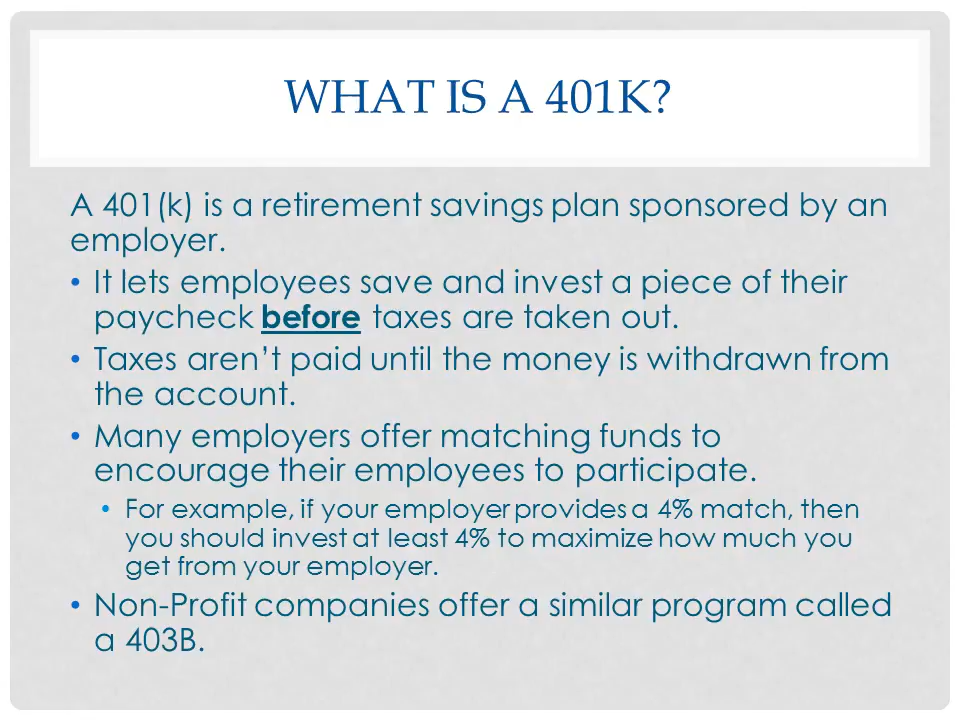 WHAT IS A 401K?
A 401(k) is a retirement savings plan sponsored by an
employer.
• It lets employees save and invest a piece of their
paycheck before taxes are taken out.
• Taxes aren’t paid until the money is withdrawn from
the account.
• Many employers offer matching funds to
encourage their employees to participate.
• For example, if your employer provides a 4% match, then
you should invest at least 4% to maximize how much you
get from your employer.
• Non-Profit companies offer a similar program called
a 403B.